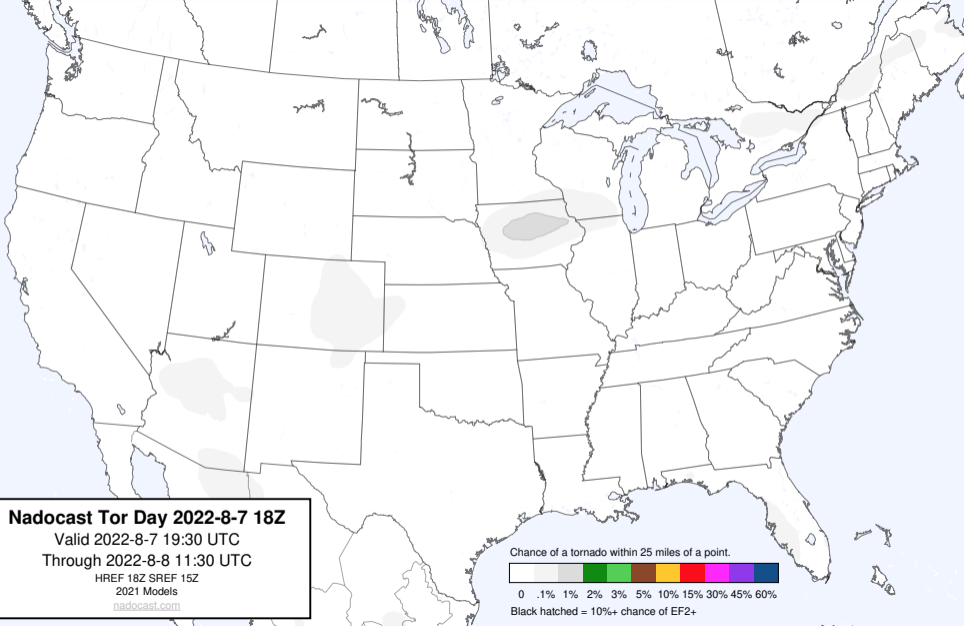 Nadocast Tor Day 2022-8-7 18Z
Valid 2022-8-7 19:30 UTC
Through 2022-8-8 11:30 UTC
HREF 18Z SREF 15Z
2021 Models
nadocast.com
Chance of a tornado within 25 miles of a point.
0 .1% 1% 2% 3% 5% 10% 15% 30% 45% 60%
Black hatched = 10%+ chance of EF2+